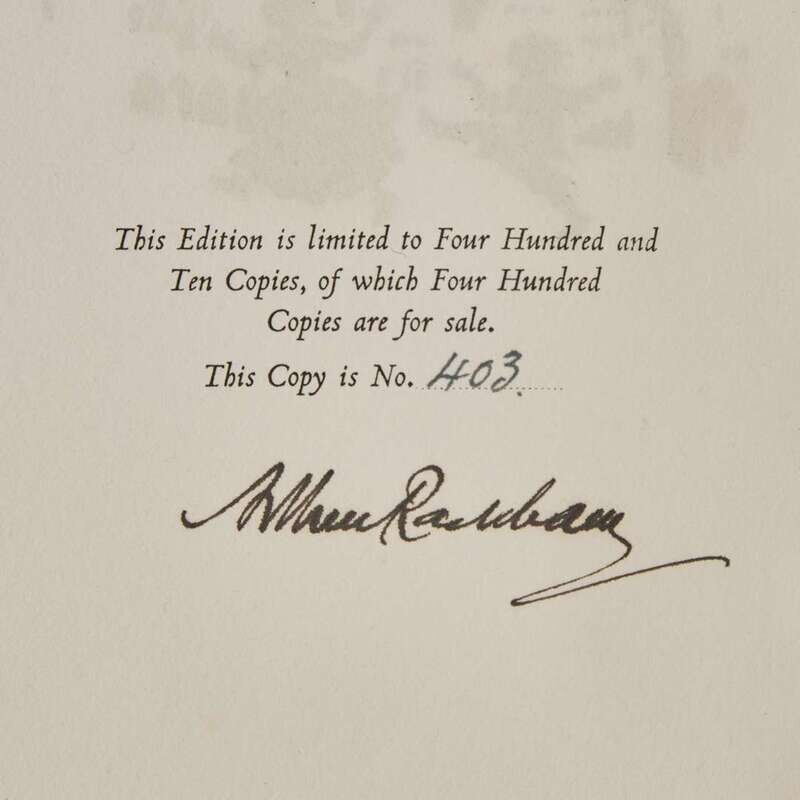 This Edition is limited to Four Hundred and
Ten Copies, of which Four Hundred
Copies are for sale.
This Copy is No. 403.
Arthur Rackham